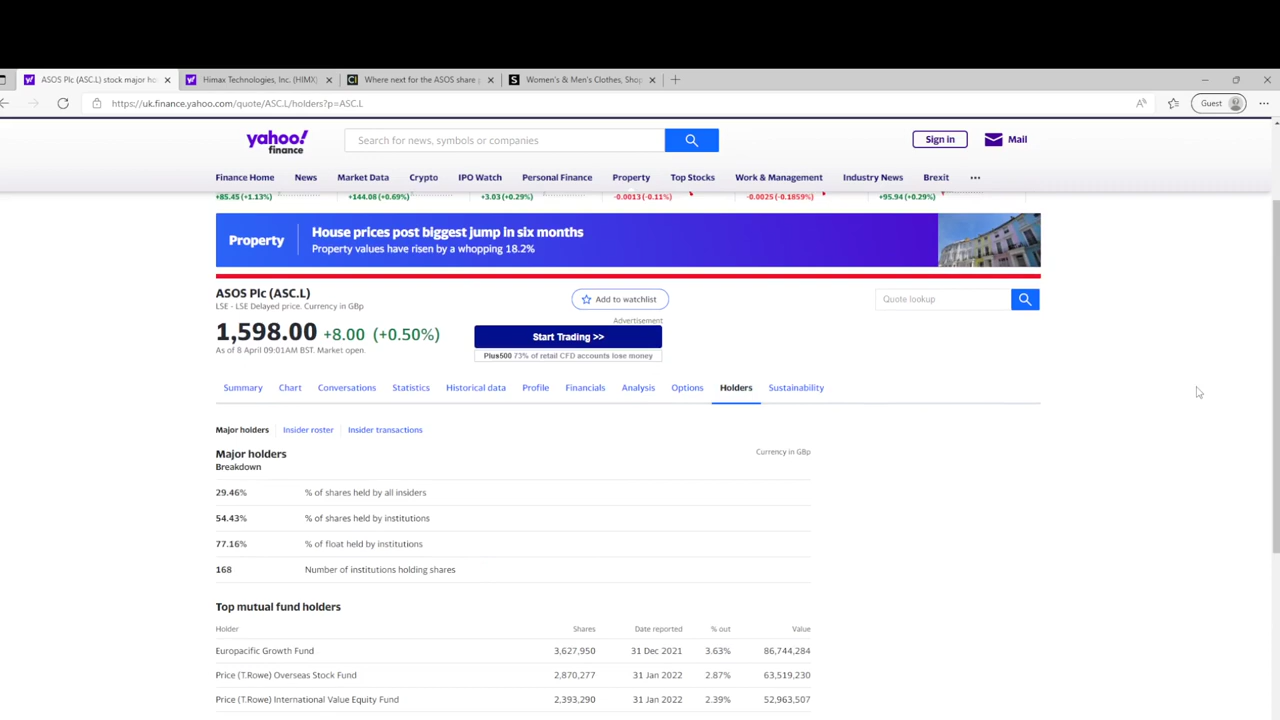 ASOS Plc (ASC.L) stock major ho
Himax Technologies, Inc. (HIMX)
Where next for the ASOS share p
Women's & Men's Clothes, Shop
https://uk.finance.yahoo.com/quote/ASC.L/holders?p=ASC.L
Guest
yahoo!
finance
Search for news, symbols or companies
Sign in
Mail
Finance Home
News
Market Data
Crypto
IPO Watch
Personal Finance
Property
Top Stocks
Work & Management
Industry News
Brexit
+85.45 (+1.13%)
+144.08 (+0.69%)
+3.03 (+0.29%)
-0.0013 (-0.11%)
-0.0025 (-0.1859%)
+95.94 (+0.29%)
Property
House prices post biggest jump in six months
Property values have risen by a whopping 18.2%
ASOS Plc (ASC.L)
LSE - LSE Delayed price. Currency in GBp
Add to watchlist
Quote lookup
1,598.00 +8.00 (+0.50%)
As of 8 April 09:01AM BST. Market open.
Advertisement
Start Trading >>
Plus500 73% of retail CFD accounts lose money
Summary
Chart
Conversations
Statistics
Historical data
Profile
Financials
Analysis
Options
Holders
Sustainability
Major holders
Insider roster
Insider transactions
Major holders
Currency in GBp
Breakdown
29.46% % of shares held by all insiders
54.43% % of shares held by institutions
77.16% % of float held by institutions
168 Number of institutions holding shares
Top mutual fund holders
Holder Shares Date reported % out Value
Europacific Growth Fund 3,627,950 31 Dec 2021 3.63% 86,744,284
Price (T.Rowe) Overseas Stock Fund 2,870,277 31 Jan 2022 2.87% 63,519,230
Price (T.Rowe) International Value Equity Fund 2,393,290 31 Jan 2022 2.39% 52,963,507